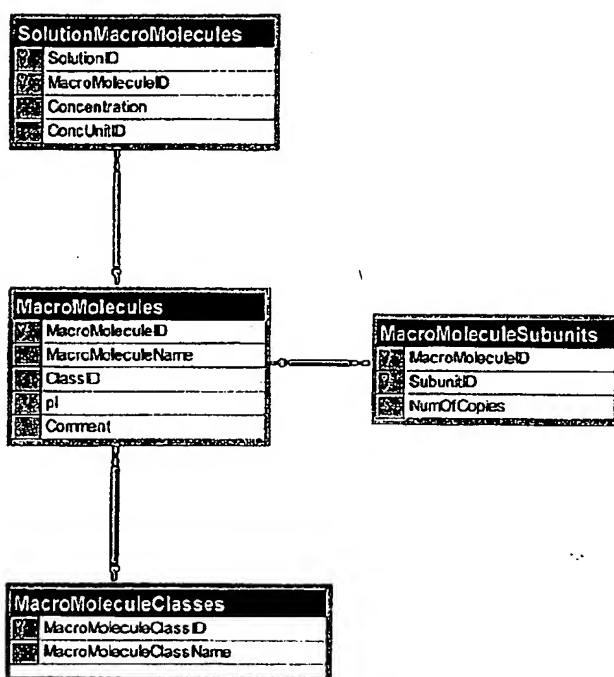 SolutionMacroMolecules
SolutionID
MacroMoleculeID
Concentration
ConcUnitID
MacroMolecules
MacroMoleculeID
MacroMoleculeName
ClassID
pI
Comment
MacroMoleculeSubunits
MacroMoleculeID
SubunitID
NumOfCopies
MacroMoleculeClasses
MacroMoleculeClassID
MacroMoleculeClassName